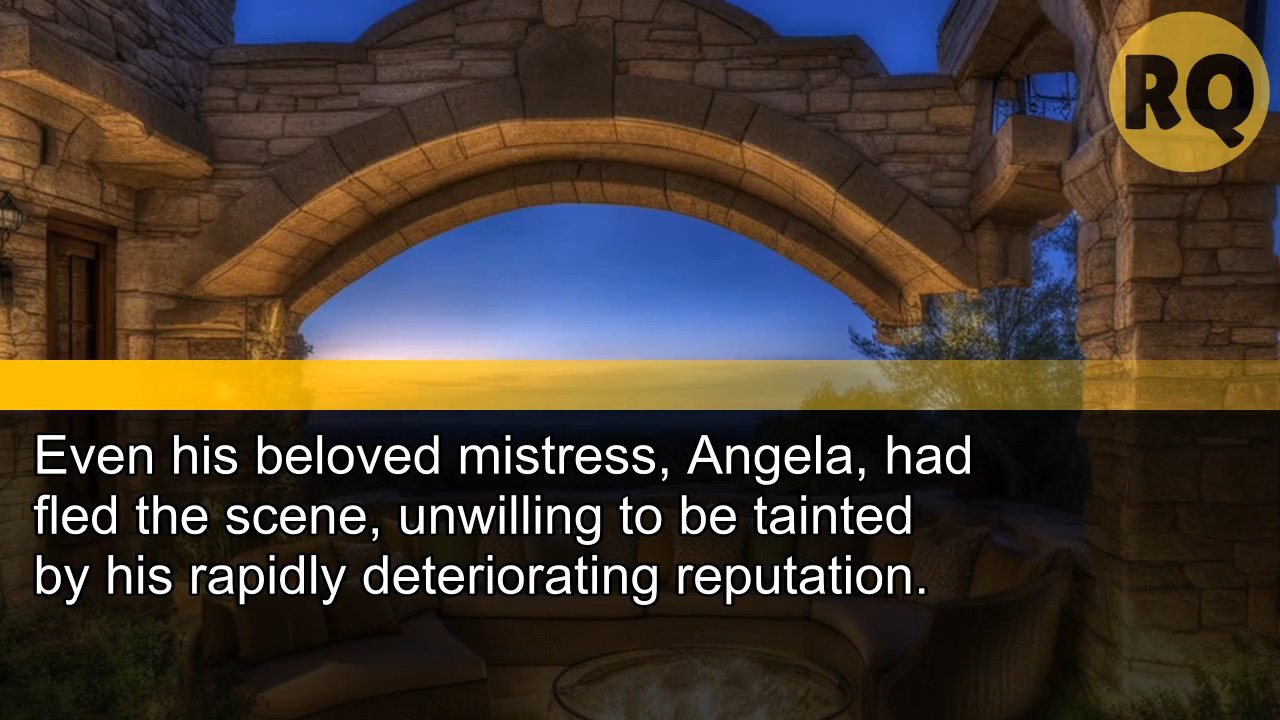 RQ
Even his beloved mistress, Angela, had
fled the scene, unwilling to be tainted
by his rapidly deteriorating reputation.